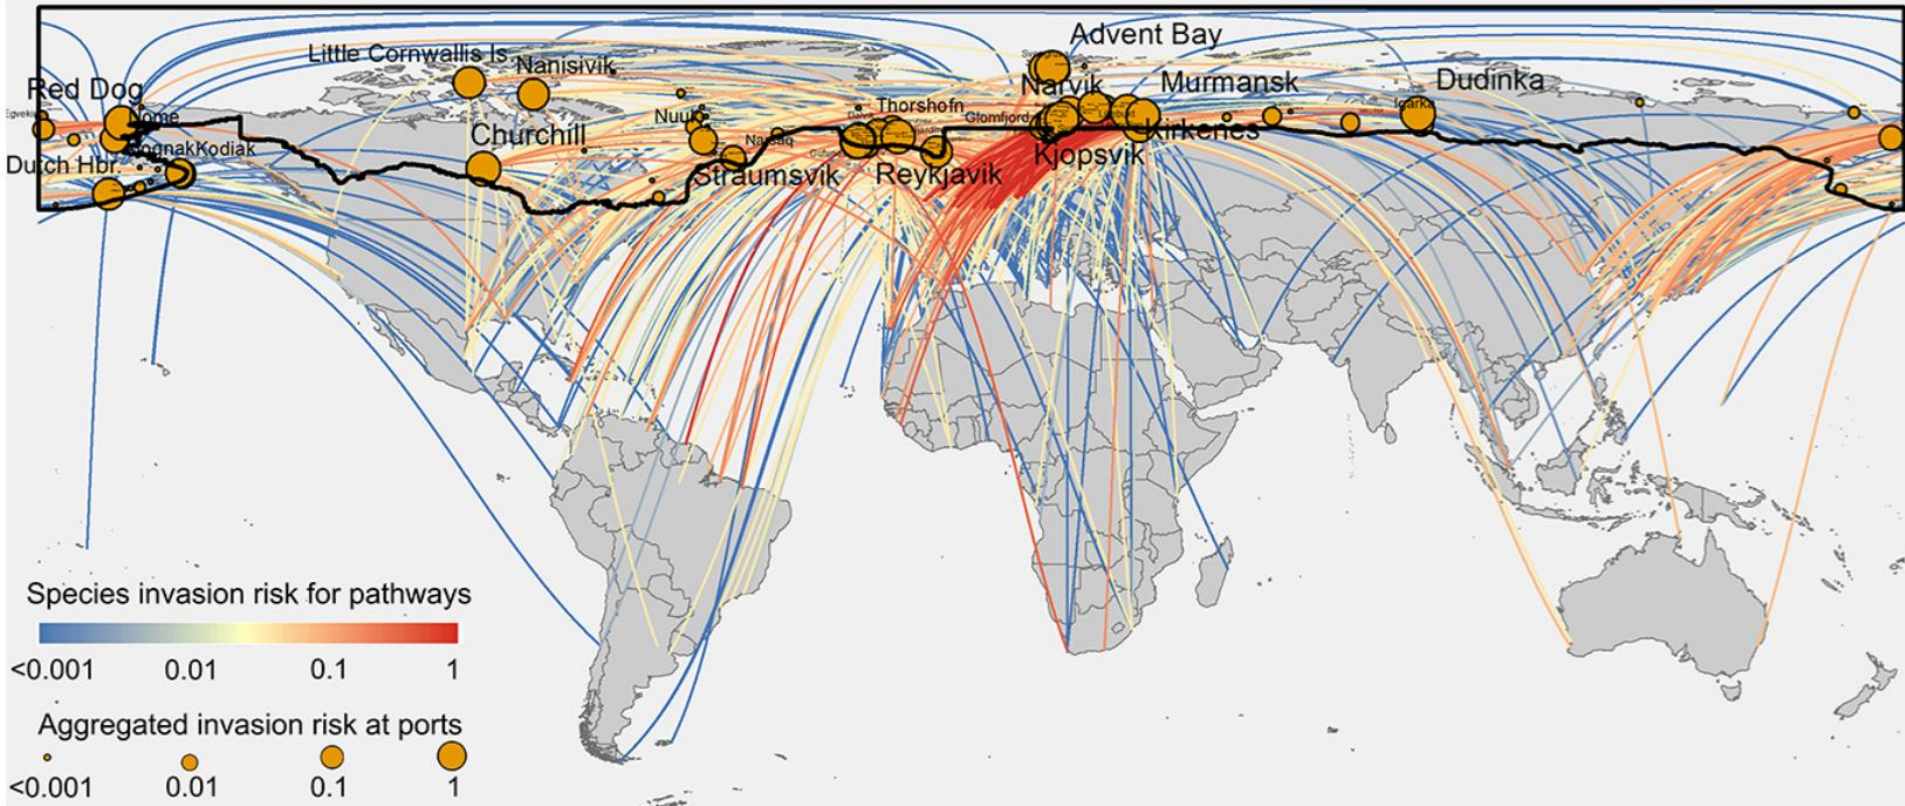 Advent Bay
Little Cornwallis Is
Nanisivik
Red Dog
Narvik
Murmansk
Dudinka
Igarka
Nome
Nuuk
Thorshofn
Glomfjord
Churchill
Kirkenes
Kodiak
Narsaq
Dutch Hbr.
Straumsvik
Reykjavik
Kjopsvik
Species invasion risk for pathways
<0.001 0.01 0.1 1
Aggregated invasion risk at ports
<0.001 0.01 0.1 1